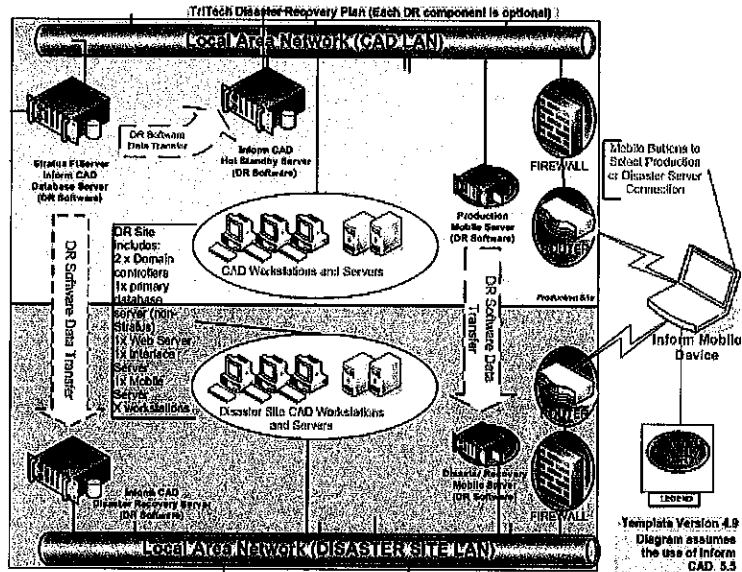 TriTech Disaster Recovery Plan (Each DR component is optional)
Local Area Network (CAD LAN)
DR Software
Data Transfer
Stratus FtServer
Inform CAD
Database Server
(DR Software)
Inform CAD
Hot Standby Server
(DR Software)
FIREWALL
Mobile Buttons to
Select Production
or Disaster Server
Connection
Production
Mobile Server
(DR Software)
ROUTER
Production Site
CAD Workstations and Servers
DR Site
Includes:
2 x Domain
controllers
1x primary
database
server (non-
Stratus)
1x Web Server
1x Interface
Server
1x Mobile
Server
X workstations
DR Software Data Transfer
DR Software Data
Transfer
Inform Mobile
Device
Disaster Site CAD Workstations
and Servers
ROUTER
Inform CAD
Disaster Recovery Server
(DR Software)
Disaster Recovery
Mobile Server
(DR Software)
FIREWALL
LEGEND
Template Version 4.9
Diagram assumes
the use of Inform
CAD 5.5
Local Area Network (DISASTER SITE LAN)